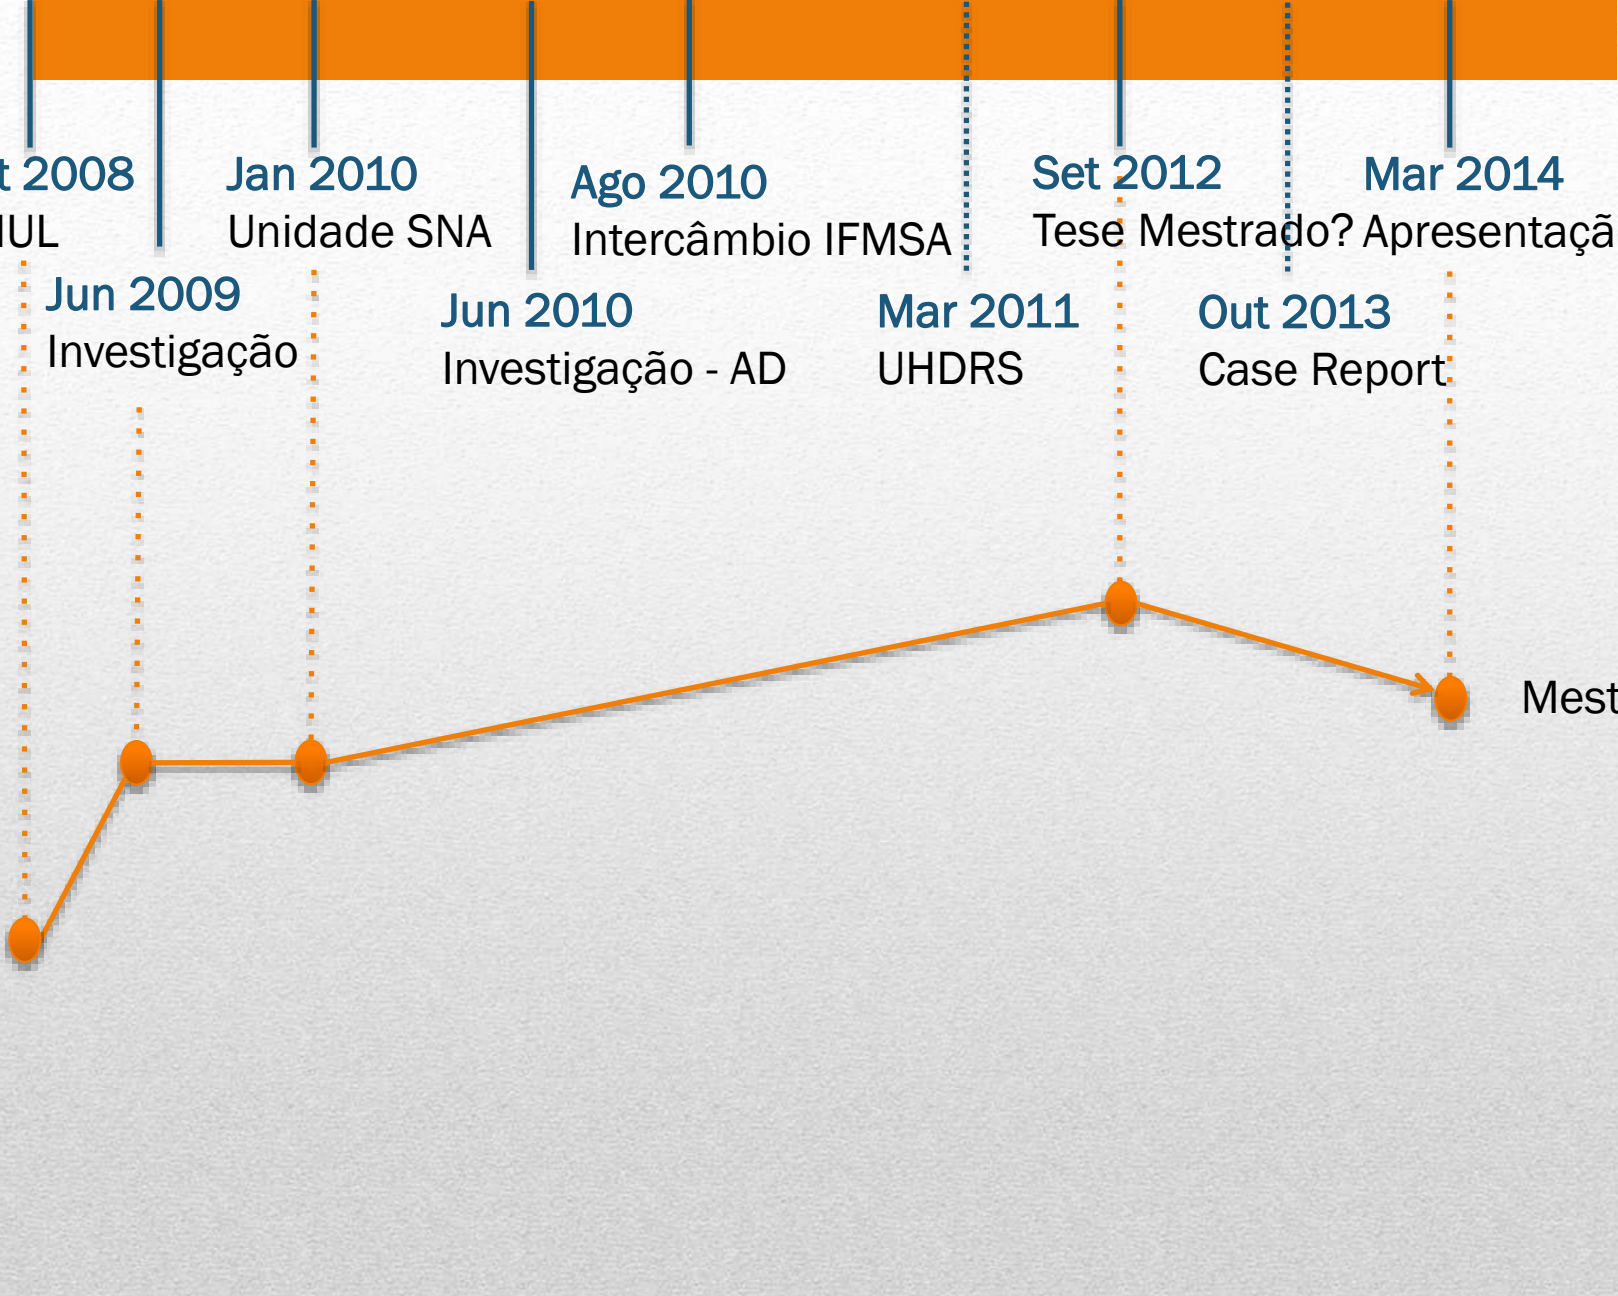 t 2008
IUL
Jun 2009
Investigação
Jan 2010
Unidade SNA
Jun 2010
Investigação - AD
Ago 2010
Intercâmbio IFMSA
Mar 2011
UHDRS
Set 2012
Tese Mestrado?
Out 2013
Case Report
Mar 2014
Apresentaçã
Mest